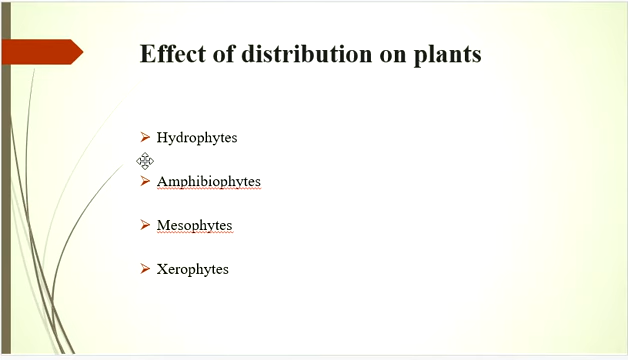 Effect of distribution on plants
Hydrophytes
Amphibiophytes
Mesophytes
Xerophytes